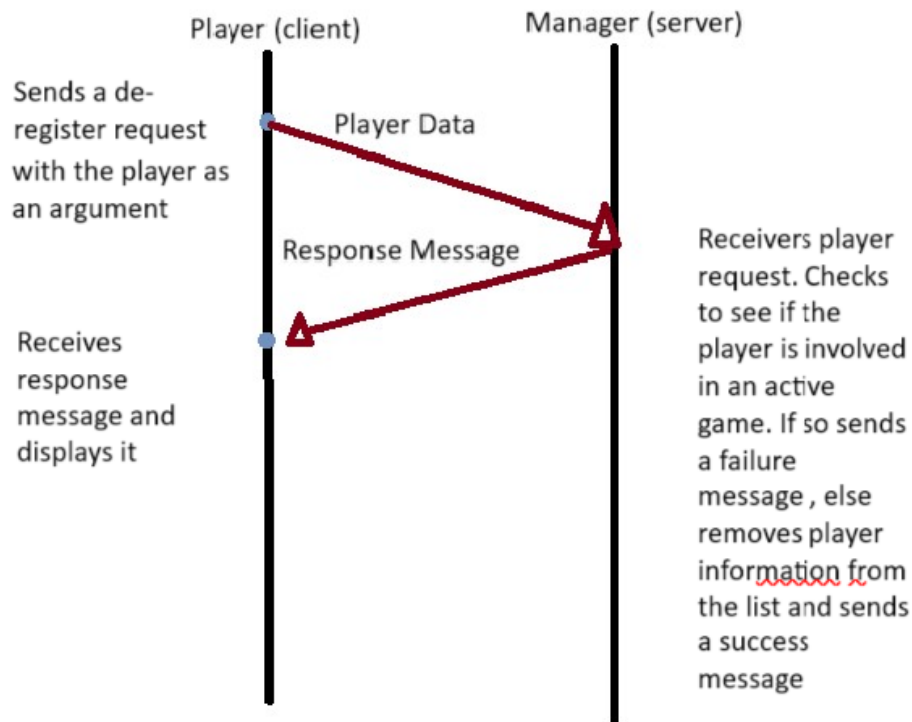 Player (client)
Manager (server)
Sends a de-
register request
with the player as
an argument
Player Data
Response Message
Receives
response
message and
displays it
Receivers player
request. Checks
to see if the
player is involved
in an active
game. If so sends
a failure
message , else
removes player
information from
the list and sends
a success
message